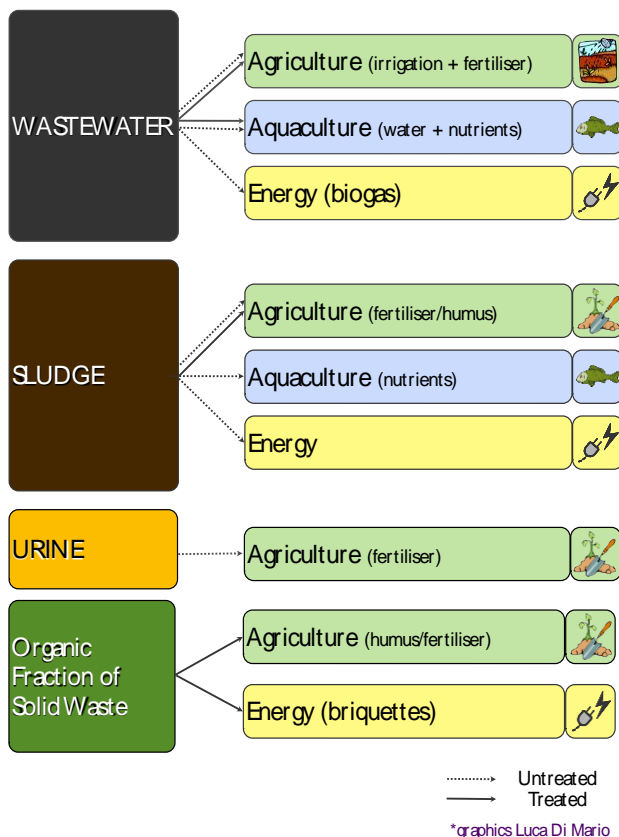 WASTEWATER
Agriculture (irrigation + fertiliser)
Aquaculture (water + nutrients)
Energy (biogas)
SLUDGE
Agriculture (fertiliser/humus)
Aquaculture (nutrients)
Energy
URINE
Agriculture (fertiliser)
Organic
Fraction of
Solid Waste
Agriculture (humus/fertiliser)
Energy (briquettes)
Untreated
Treated
*graphics Luca Di Mario